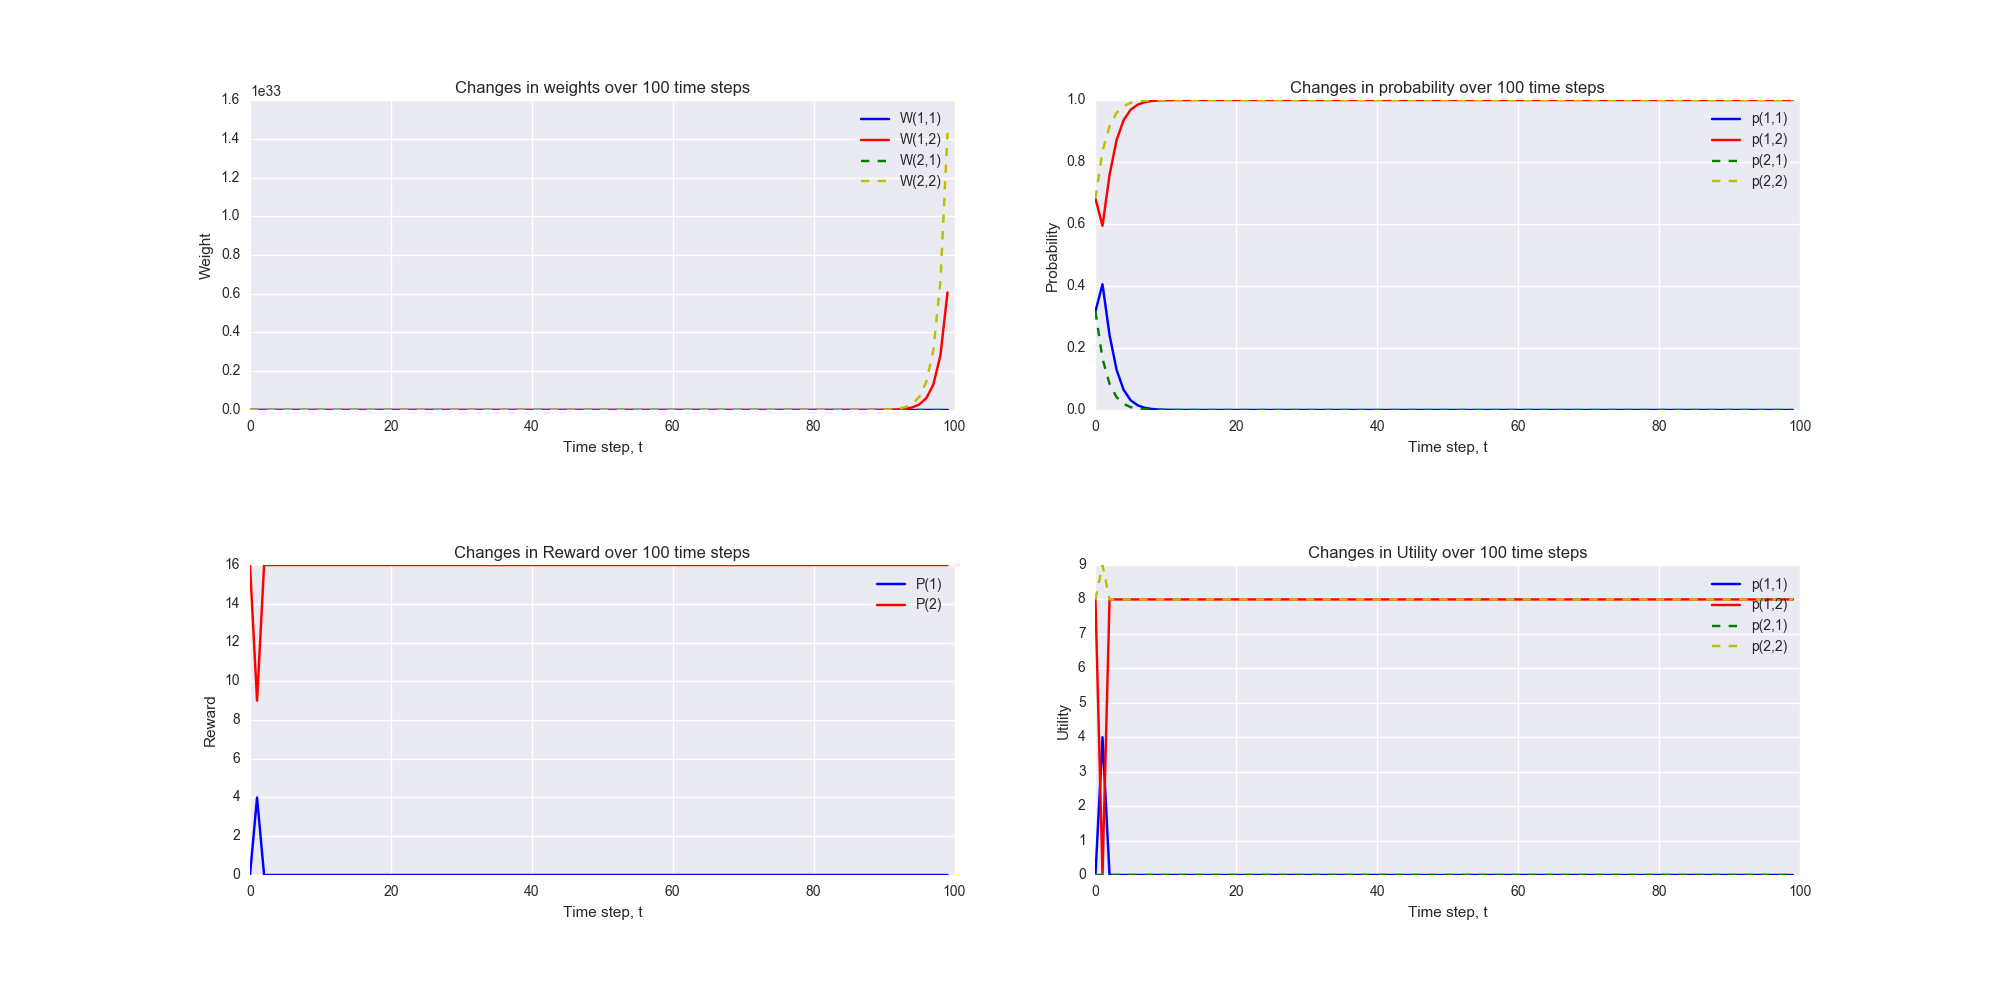 Changes in weights over 100 time steps
1e33
1.6
1.4
1.2
1.0
0.8
0.6
0.4
0.2
0.0
Weight
W(1,1)
W(1,2)
W(2,1)
W(2,2)
0 20 40 60 80 100
Time step, t
Changes in probability over 100 time steps
1.0
0.8
0.6
0.4
0.2
0.0
Probability
p(1,1)
p(1,2)
p(2,1)
p(2,2)
0 20 40 60 80 100
Time step, t
Changes in Reward over 100 time steps
16
14
12
10
8
6
4
2
0
Reward
P(1)
P(2)
0 20 40 60 80 100
Time step, t
Changes in Utility over 100 time steps
9
8
7
6
5
4
3
2
1
0
Utility
p(1,1)
p(1,2)
p(2,1)
p(2,2)
0 20 40 60 80 100
Time step, t